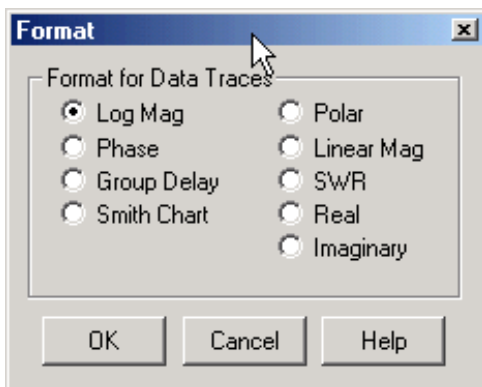 Format
Format for Data Traces
Log Mag
Phase
Group Delay
Smith Chart
Polar
Linear Mag
SWR
Real
Imaginary
OK
Cancel
Help